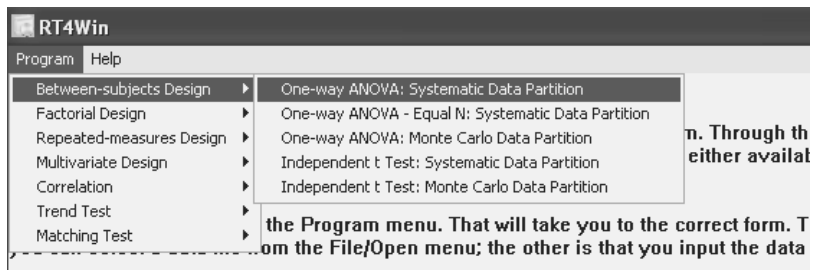 RT4Win
Program Help
Between-subjects Design
Factorial Design
Repeated-measures Design
Multivariate Design
Correlation
Trend Test
Matching Test
One-way ANOVA: Systematic Data Partition
One-way ANOVA - Equal N: Systematic Data Partition
One-way ANOVA: Monte Carlo Data Partition
Independent t Test: Systematic Data Partition
Independent t Test: Monte Carlo Data Partition
n. Through th
either availab
the Program menu. That will take you to the correct form. T
from the File/Open menu; the other is that you input the data